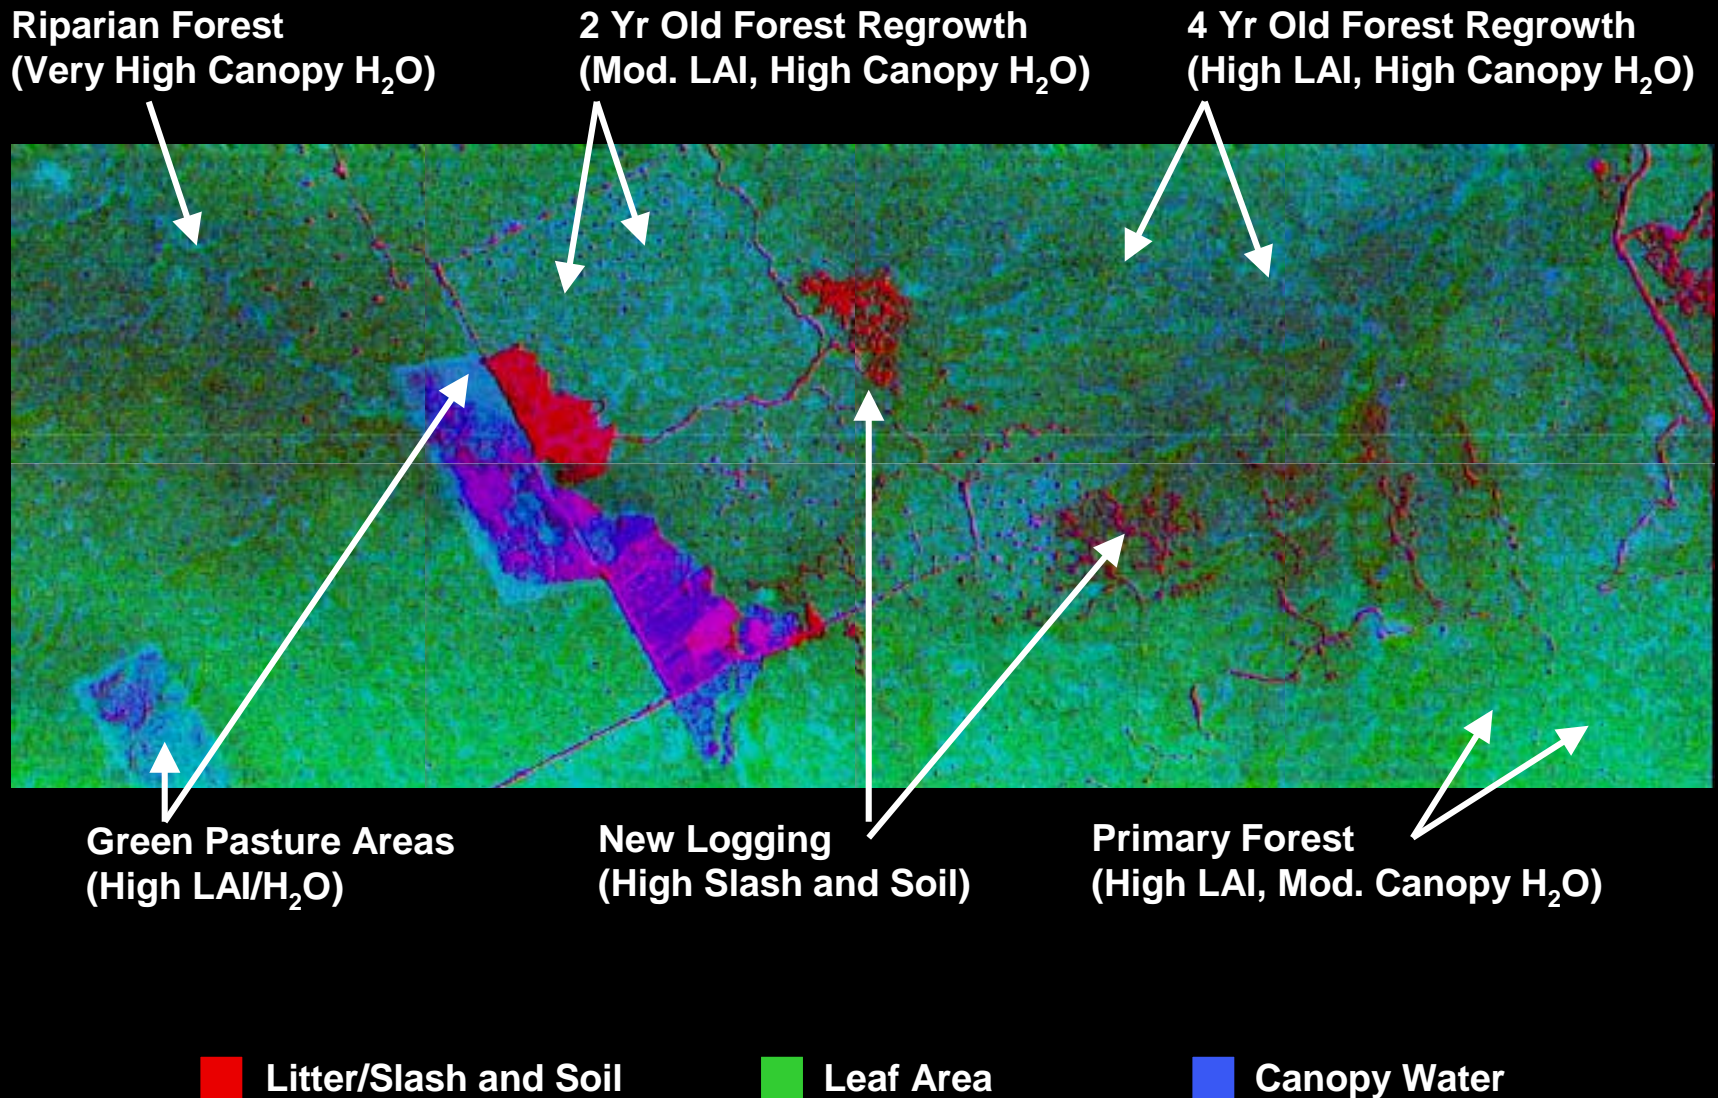 Riparian Forest
(Very High Canopy H₂O)
2 Yr Old Forest Regrowth
(Mod. LAI, High Canopy H₂O)
4 Yr Old Forest Regrowth
(High LAI, High Canopy H₂O)
Green Pasture Areas
(High LAI/H₂O)
New Logging
(High Slash and Soil)
Primary Forest
(High LAI, Mod. Canopy H₂O)
Litter/Slash and Soil
Leaf Area
Canopy Water